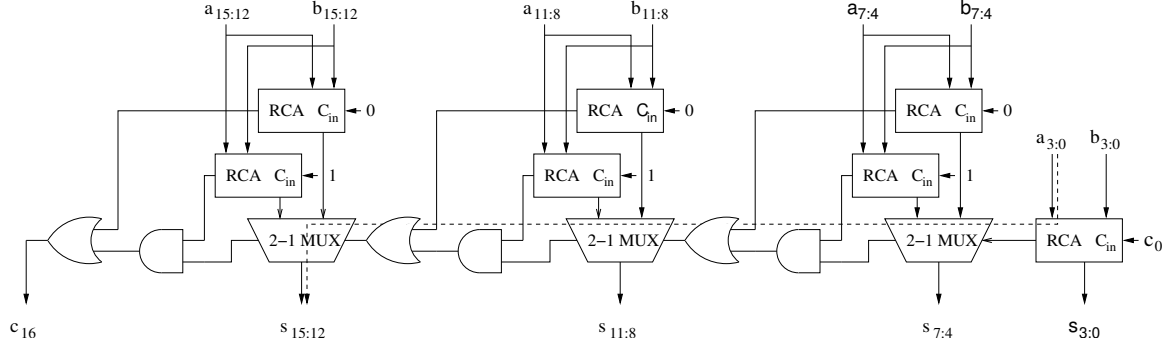 a15:12 b15:12 a11:8 b11:8 a7:4 b7:4
RCA Cin 0 RCA Cin 0 RCA Cin 0
a3:0 b3:0
RCA Cin 1 RCA Cin 1 RCA Cin 1
2−1 MUX 2−1 MUX 2−1 MUX RCA Cin c0
c16 s15:12 s11:8 s7:4 s3:0